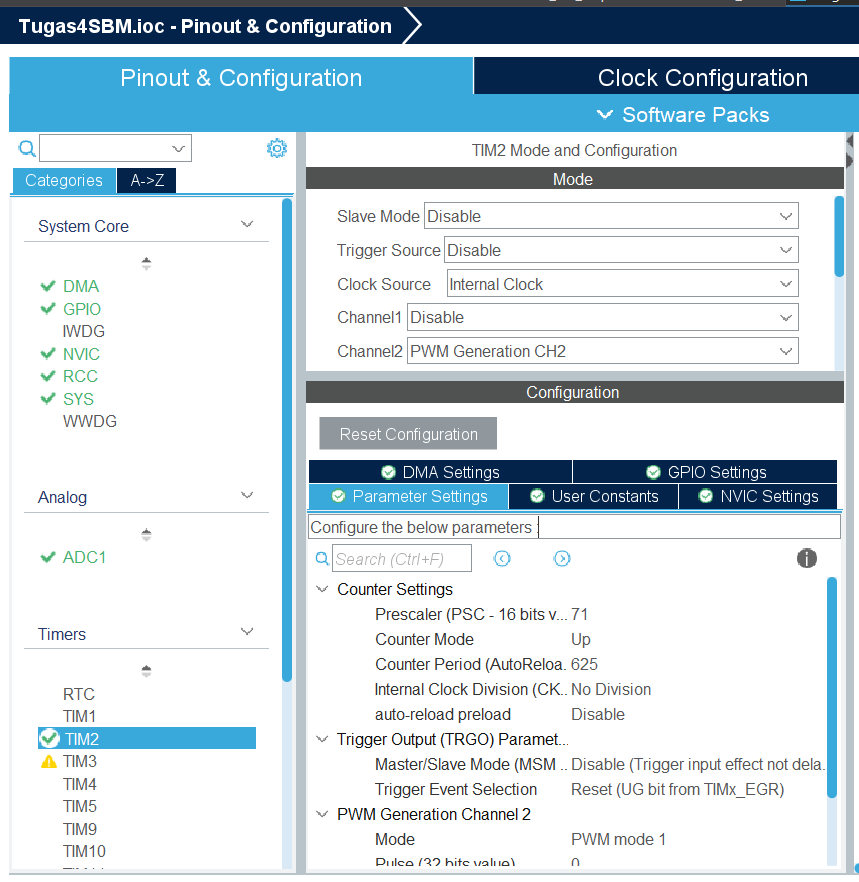 Tugas4SBM.ioc - Pinout & Configuration
Pinout & Configuration
Clock Configuration
Software Packs
Categories
A->Z
System Core
DMA
GPIO
IWDG
NVIC
RCC
SYS
WWDG
Analog
ADC1
Timers
RTC
TIM1
TIM2
TIM3
TIM4
TIM5
TIM9
TIM10
TIM2 Mode and Configuration
Mode
Slave Mode Disable
Trigger Source Disable
Clock Source Internal Clock
Channel1 Disable
Channel2 PWM Generation CH2
Configuration
Reset Configuration
DMA Settings
GPIO Settings
Parameter Settings
User Constants
NVIC Settings
Configure the below parameters :
Search (Ctrl+F)
Counter Settings
Prescaler (PSC - 16 bits v... 71
Counter Mode Up
Counter Period (AutoReloa. 625
Internal Clock Division (CK.. No Division
auto-reload preload Disable
Trigger Output (TRGO) Paramet...
Master/Slave Mode (MSM .. Disable (Trigger input effect not dela.
Trigger Event Selection Reset (UG bit from TIMx_EGR)
PWM Generation Channel 2
Mode PWM mode 1
Pulse (32 bits value) 0